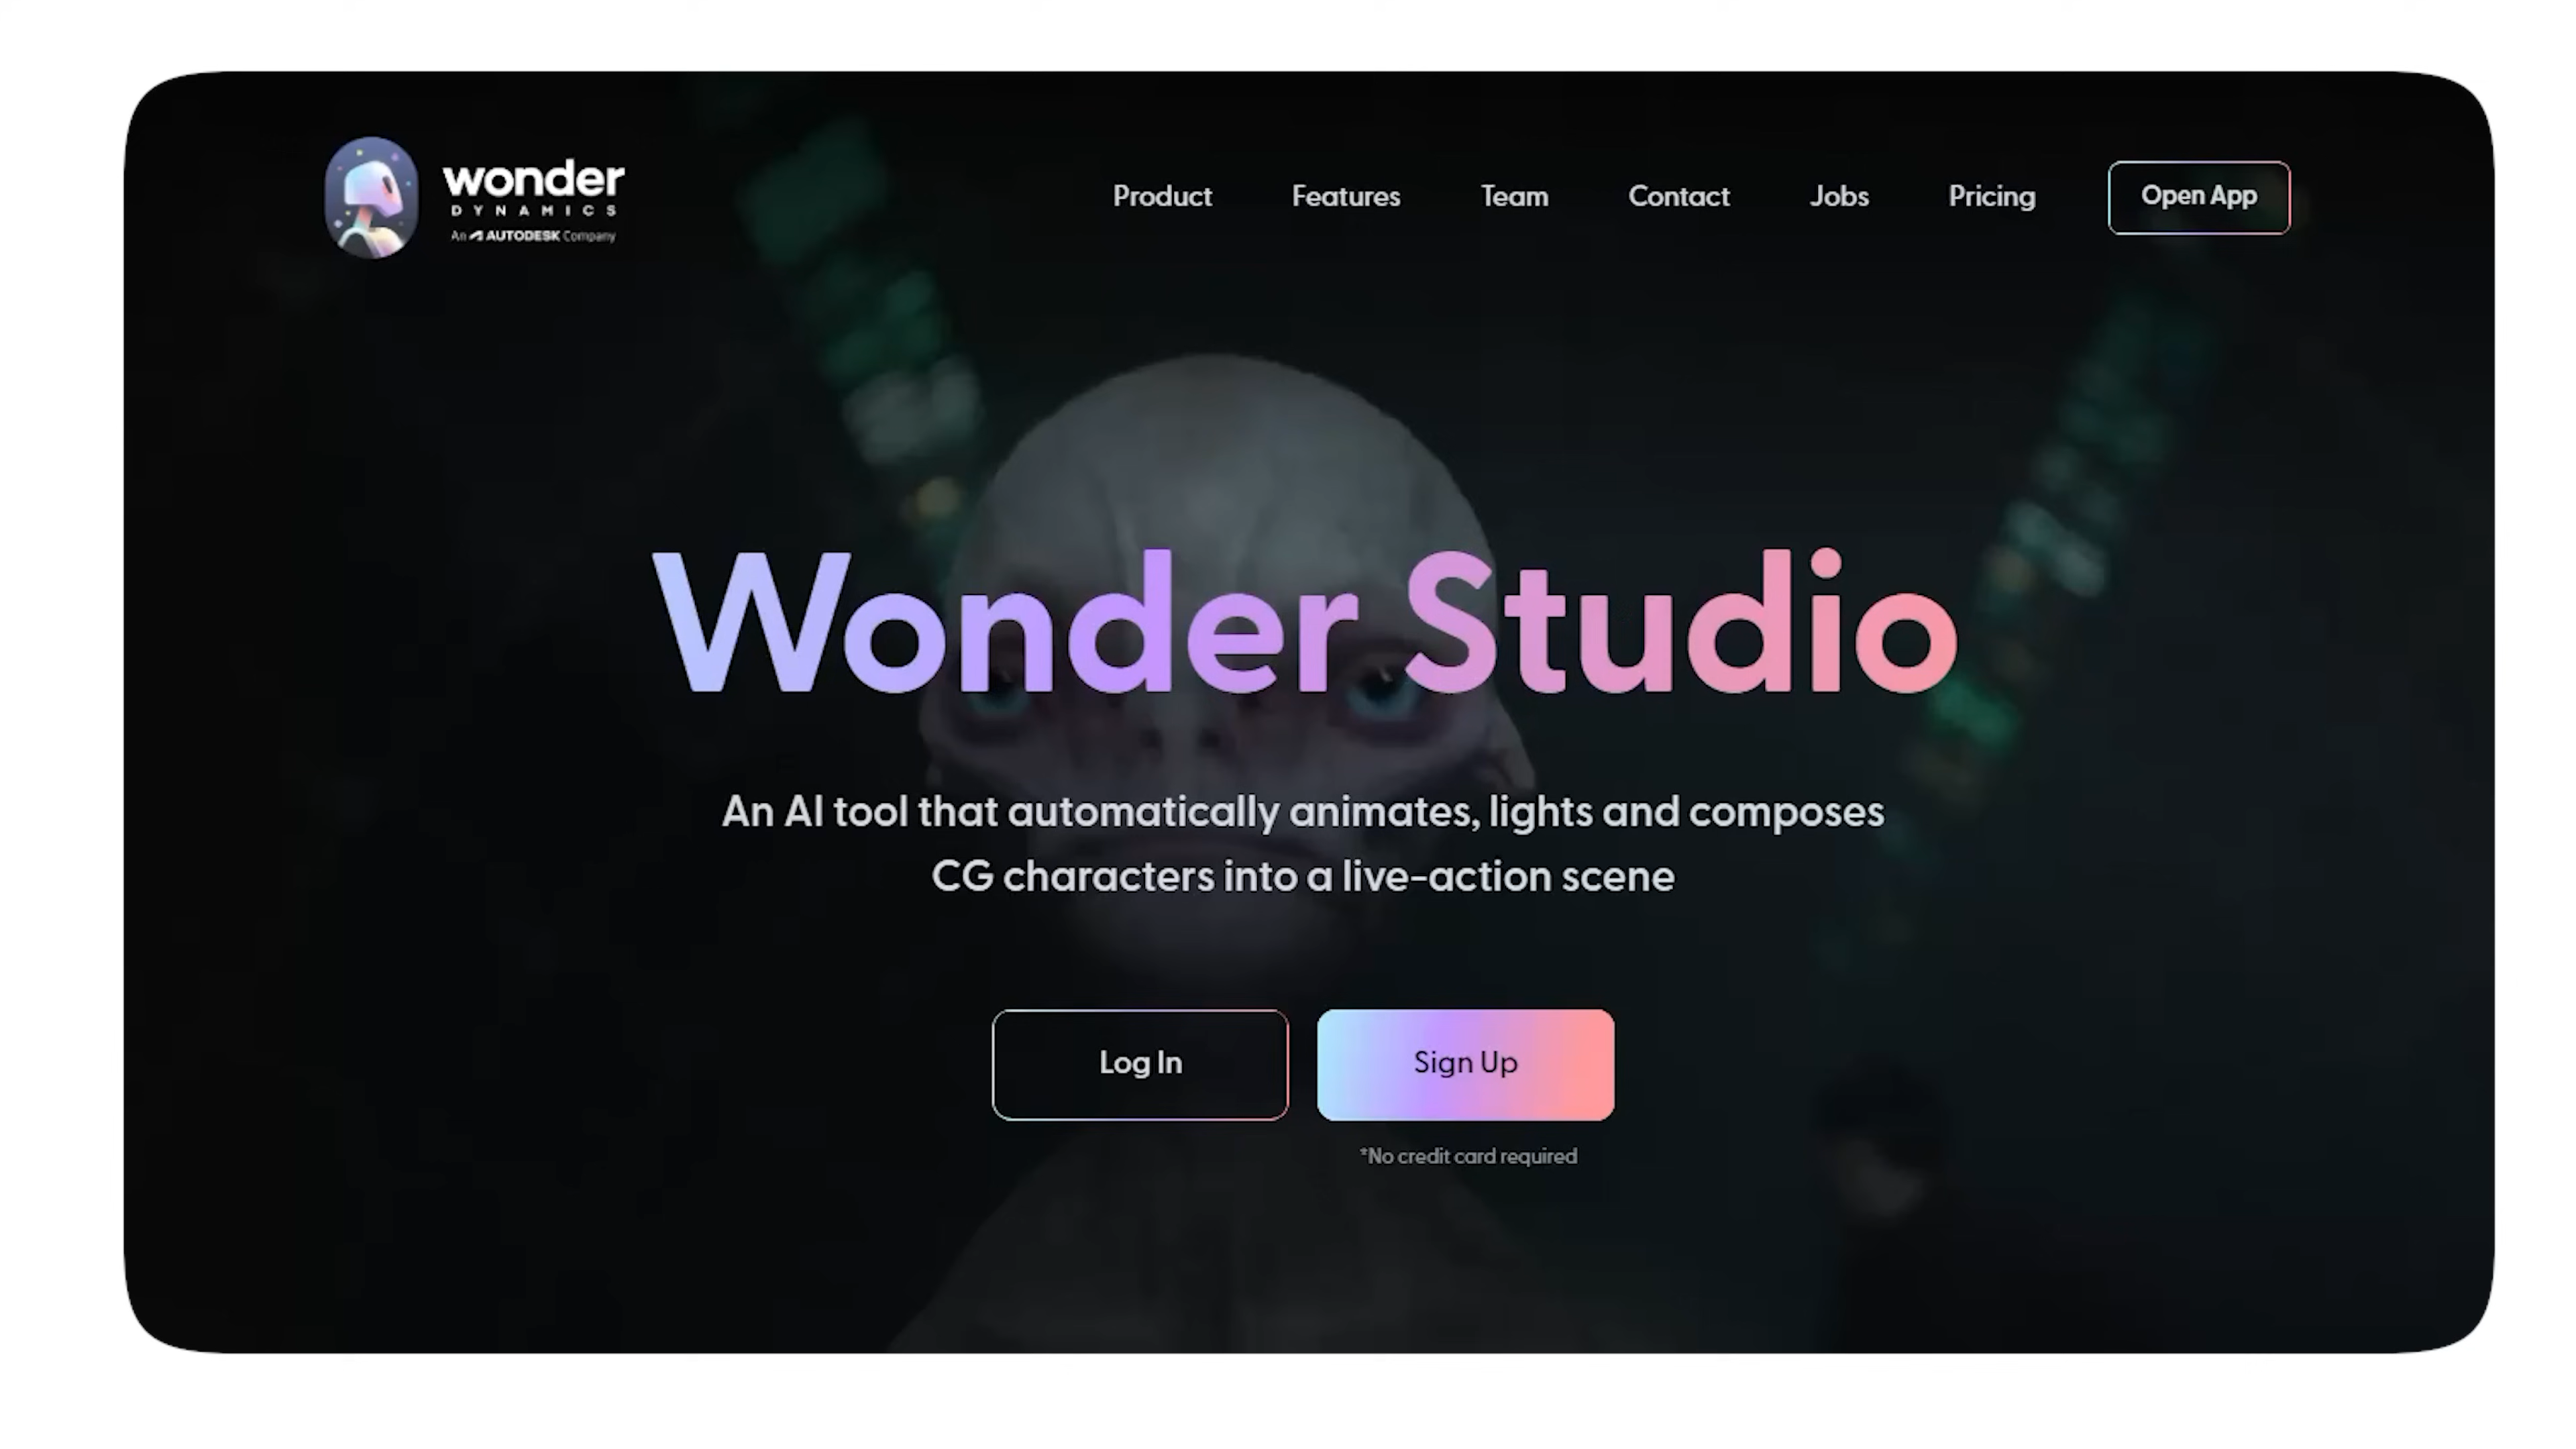 wonder
DYNAMICS
An AUTODESK Company
Product Features Team Contact Jobs Pricing Open App
Wonder Studio
An AI tool that automatically animates, lights and composes
CG characters into a live-action scene
Log In Sign Up
*No credit card required